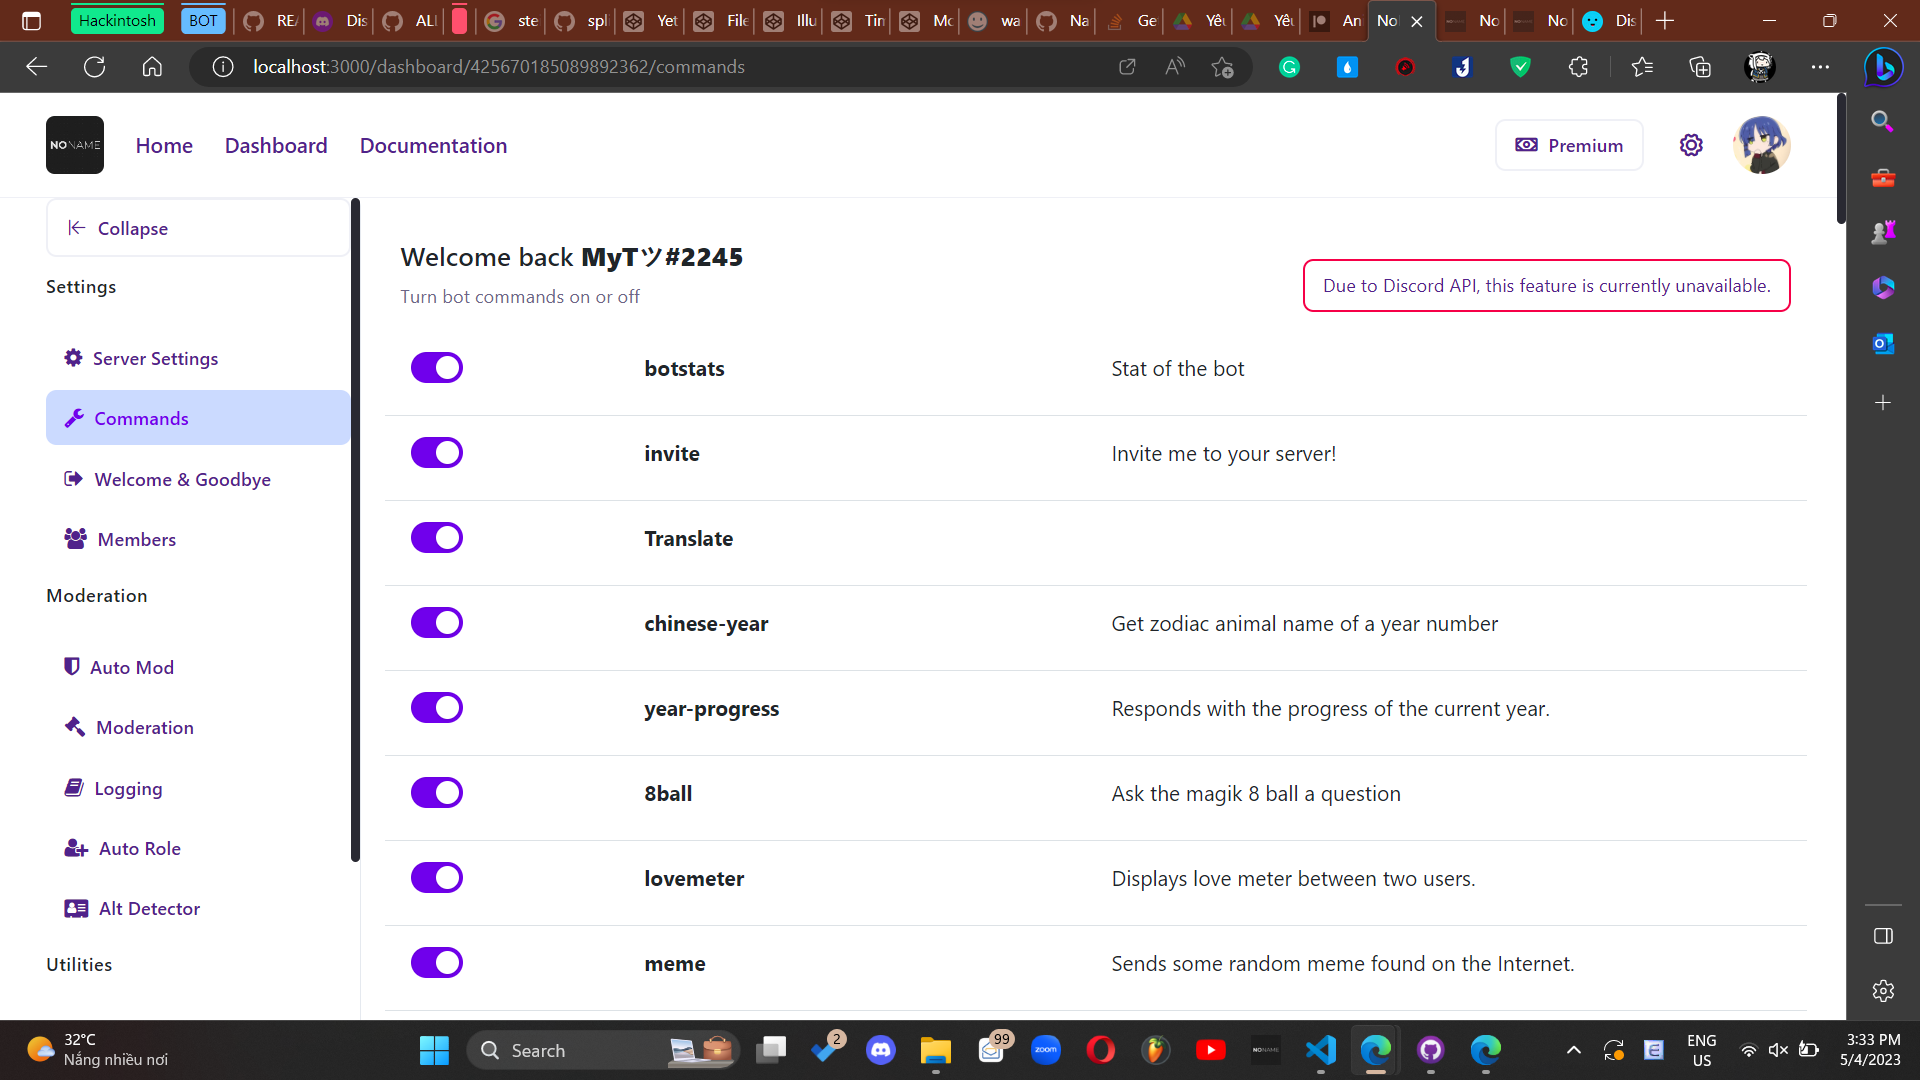 Hackintosh
BOT
Dis
ste
spli
Yet
File
Illu
Tin
wa
Na
Ge
Yêu
Yêu
An
No
No
No
Dis
localhost:3000/dashboard/425670185089892362/commands
NONAME
Home
Dashboard
Documentation
Premium
Collapse
Settings
Server Settings
Commands
Welcome & Goodbye
Members
Moderation
Auto Mod
Moderation
Logging
Auto Role
Alt Detector
Utilities
Welcome back MyTツ#2245
Turn bot commands on or off
Due to Discord API, this feature is currently unavailable.
botstats
Stat of the bot
invite
Invite me to your server!
Translate
chinese-year
Get zodiac animal name of a year number
year-progress
Responds with the progress of the current year.
8ball
Ask the magik 8 ball a question
lovemeter
Displays love meter between two users.
meme
Sends some random meme found on the Internet.
32°C
Nắng nhiều nơi
Search
2
99
zoom
NONAME
ENG
US
3:33 PM
5/4/2023